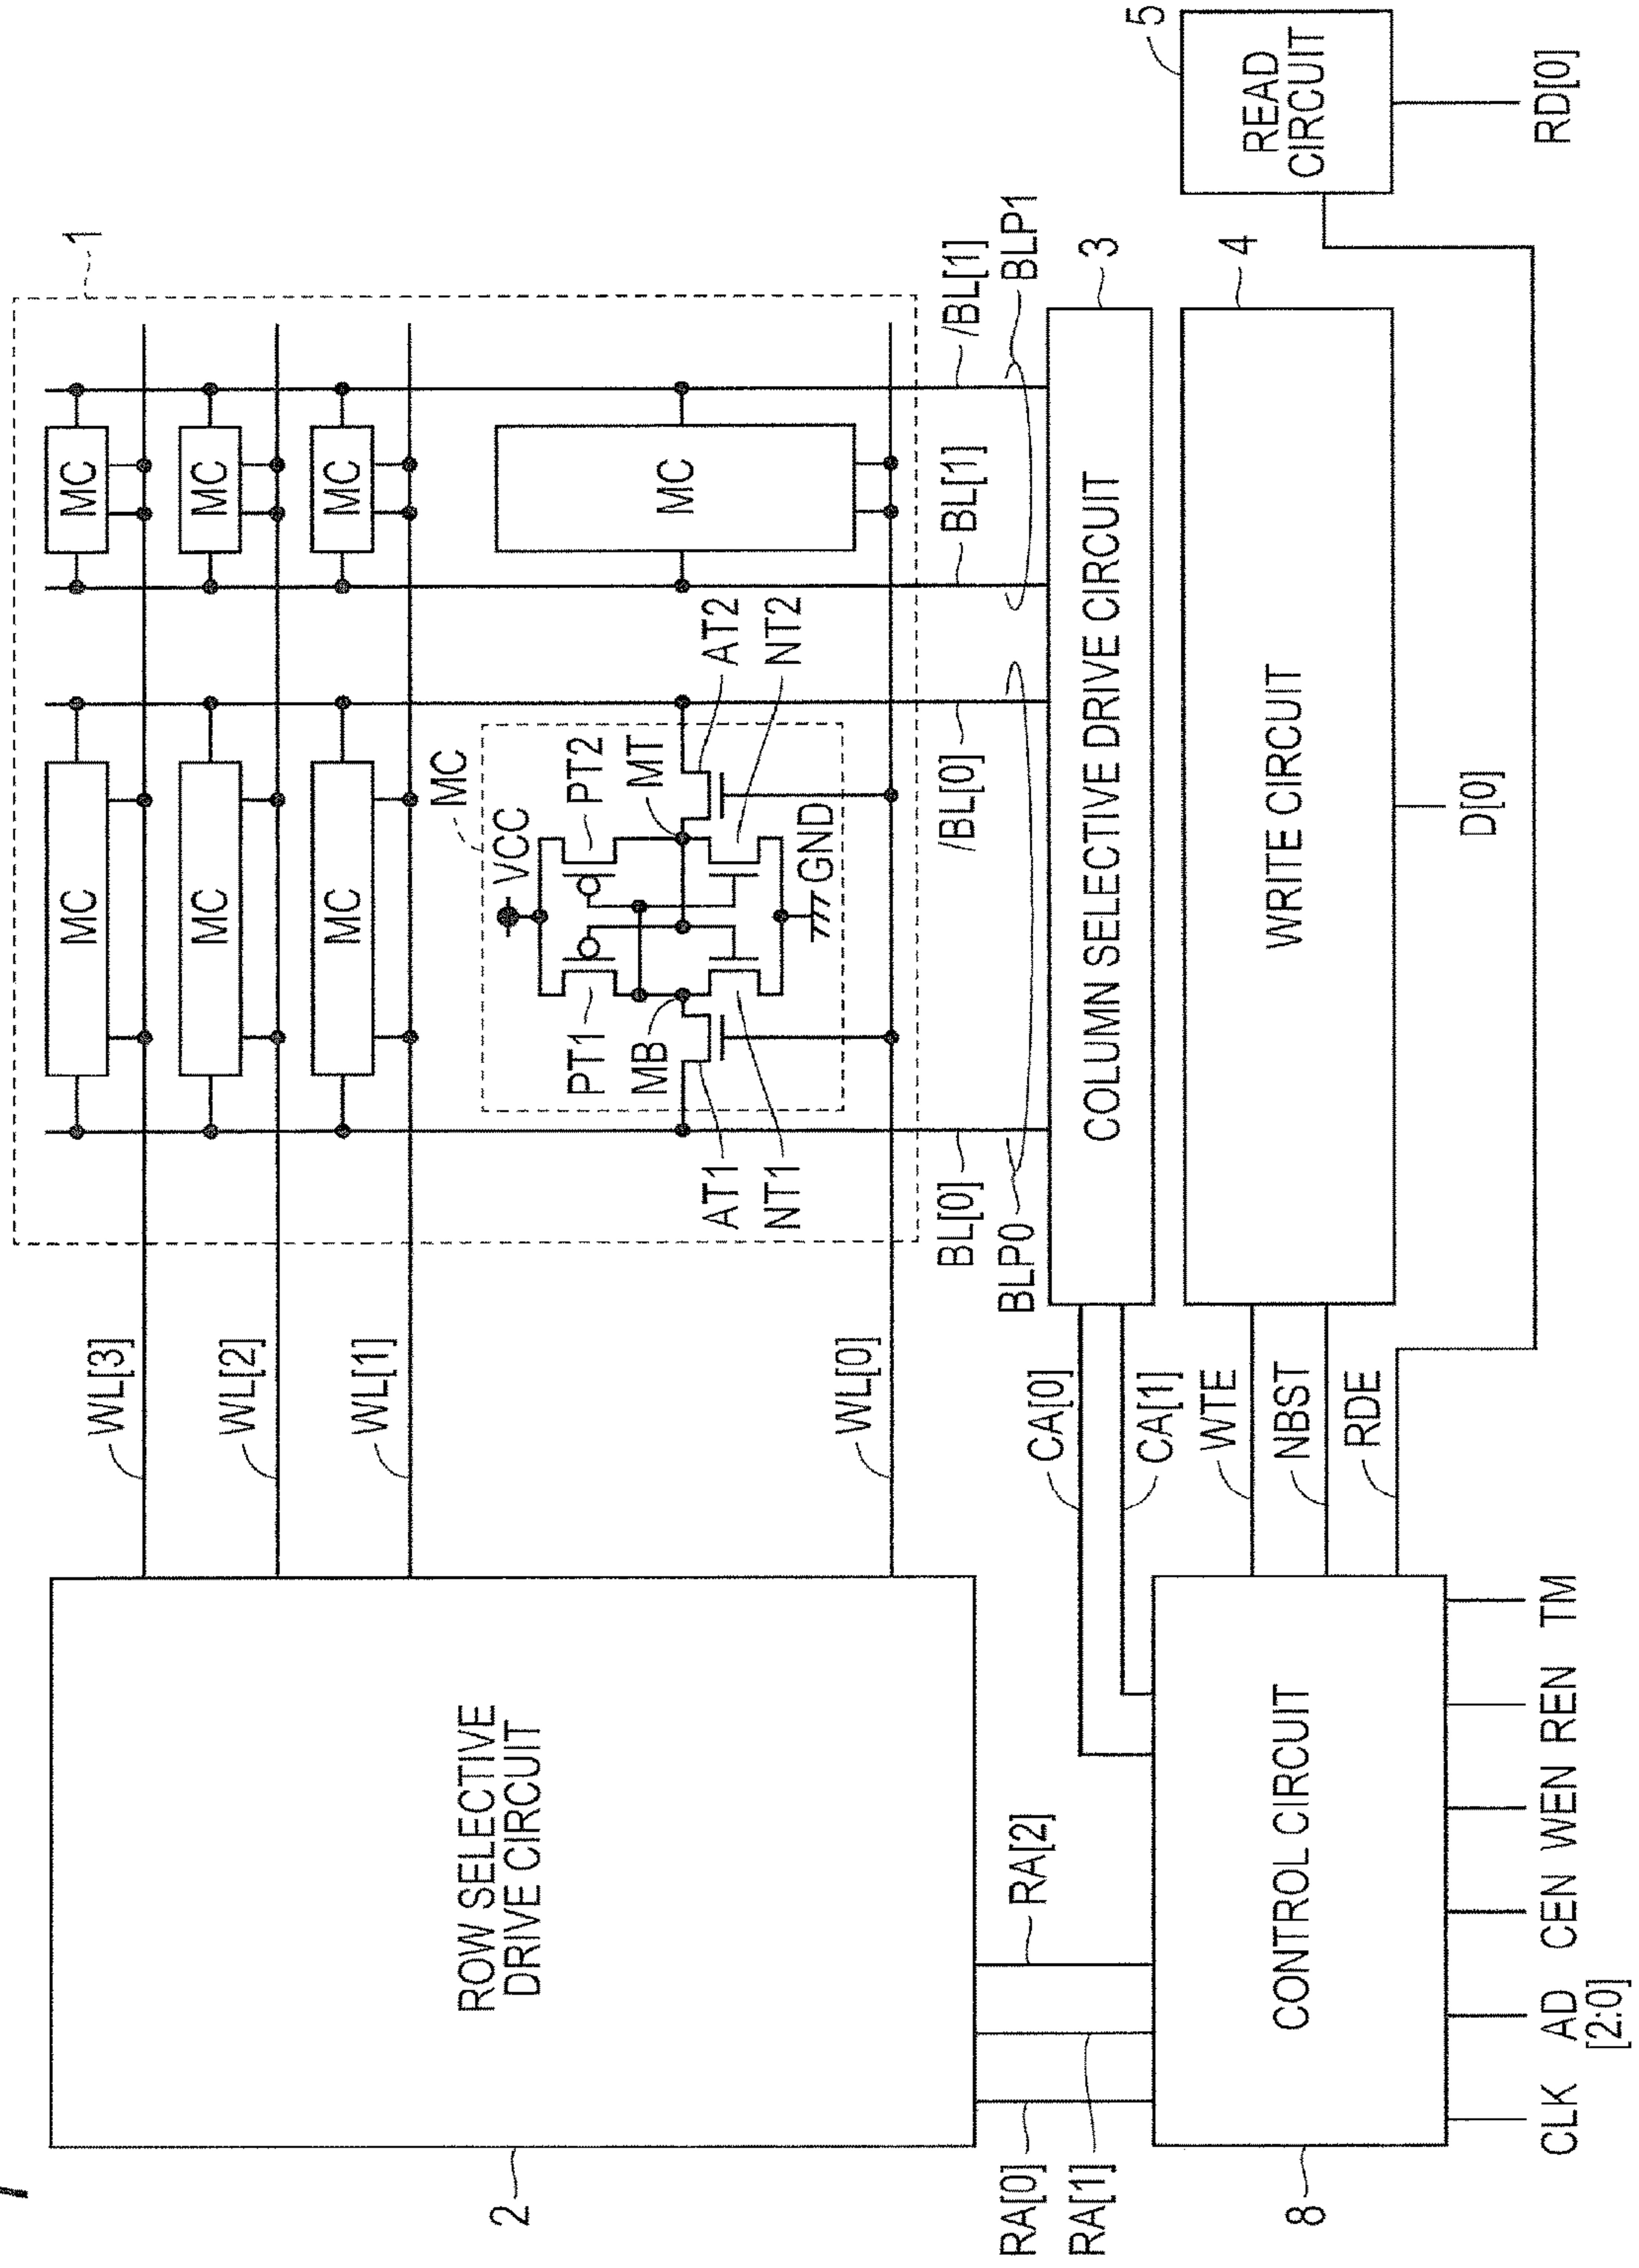 1
WL[3]
WL[2]
WL[1]
WL[0]
MC
MC
MC
MC
MC
MC
MC
MC
VCC
PT1
PT2
MB
MT
GND
AT1
NT1
AT2
NT2
ROW SELECTIVE
DRIVE CIRCUIT
2
BL[0]
/BL[0]
BL[1]
/BL[1]
BLP0
BLP1
RA[0]
RA[1]
RA[2]
CA[0]
CA[1]
COLUMN SELECTIVE DRIVE CIRCUIT
3
WTE
NBST
RDE
WRITE CIRCUIT
4
D[0]
READ
CIRCUIT
5
RD[0]
CONTROL CIRCUIT
8
CLK
AD
[2:0]
CEN
WEN
REN
TM